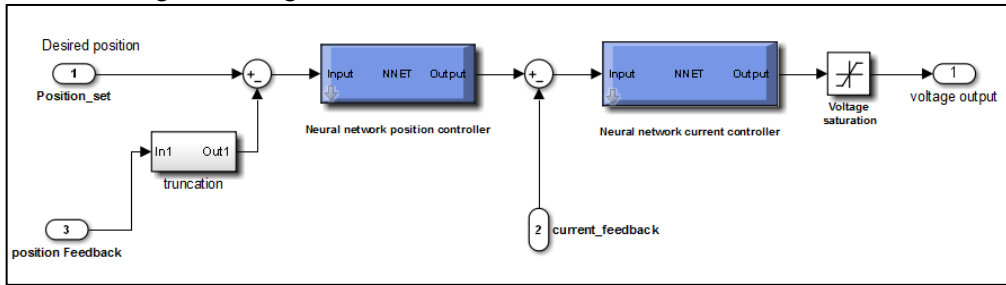 Desired position
1
Position_set
+
-
Input NNET Output
Neural network position controller
+
-
Input NNET Output
Neural network current controller
Voltage
saturation
1
voltage output
In1 Out1
truncation
3
position Feedback
2
current_feedback